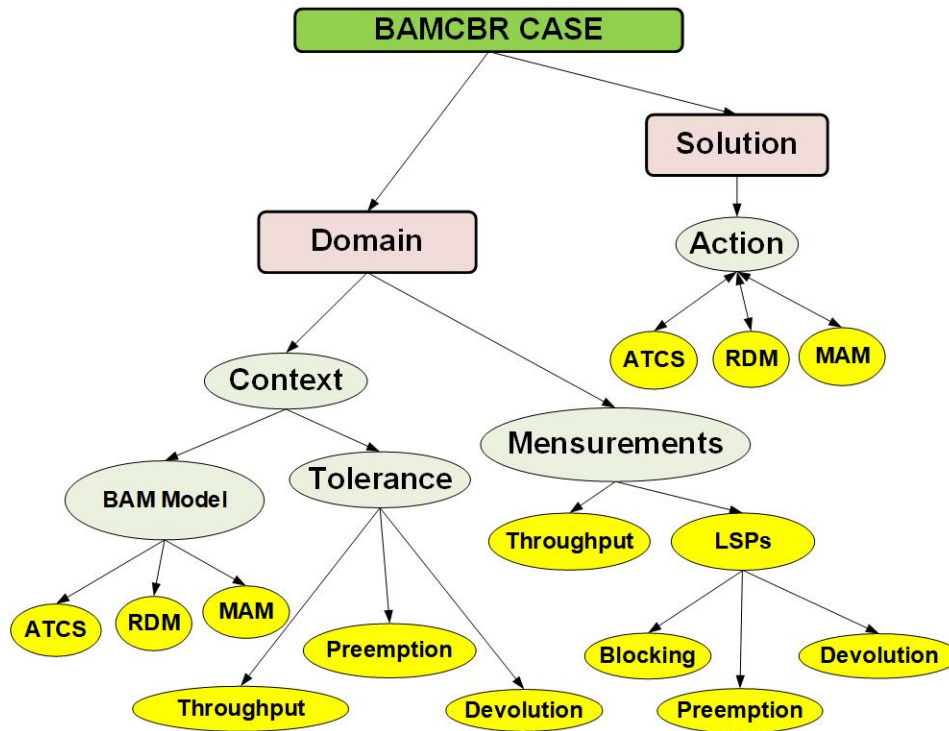 BAMCBR CASE
Solution
Domain
Action
ATCS
RDM
MAM
Context
Mensurements
BAM Model
Tolerance
Throughput
LSPs
ATCS
RDM
MAM
Preemption
Blocking
Devolution
Throughput
Devolution
Preemption